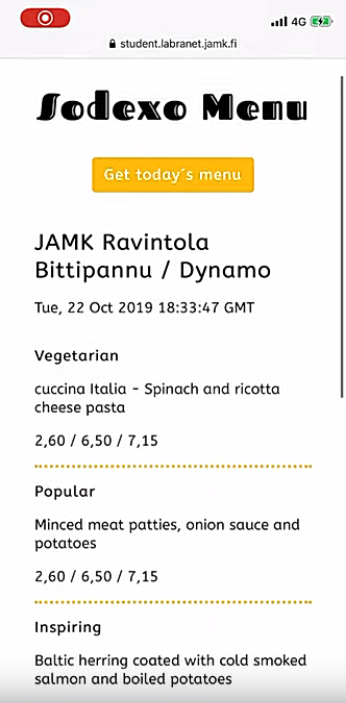 4G
student.labranet.jamk.fi
Sodexo Menu
Get today´s menu
JAMK Ravintola
Bittipannu / Dynamo
Tue, 22 Oct 2019 18:33:47 GMT
Vegetarian
cuccina Italia - Spinach and ricotta
cheese pasta
2,60 / 6,50 / 7,15
Popular
Minced meat patties, onion sauce and
potatoes
2,60 / 6,50 / 7,15
Inspiring
Baltic herring coated with cold smoked
salmon and boiled potatoes